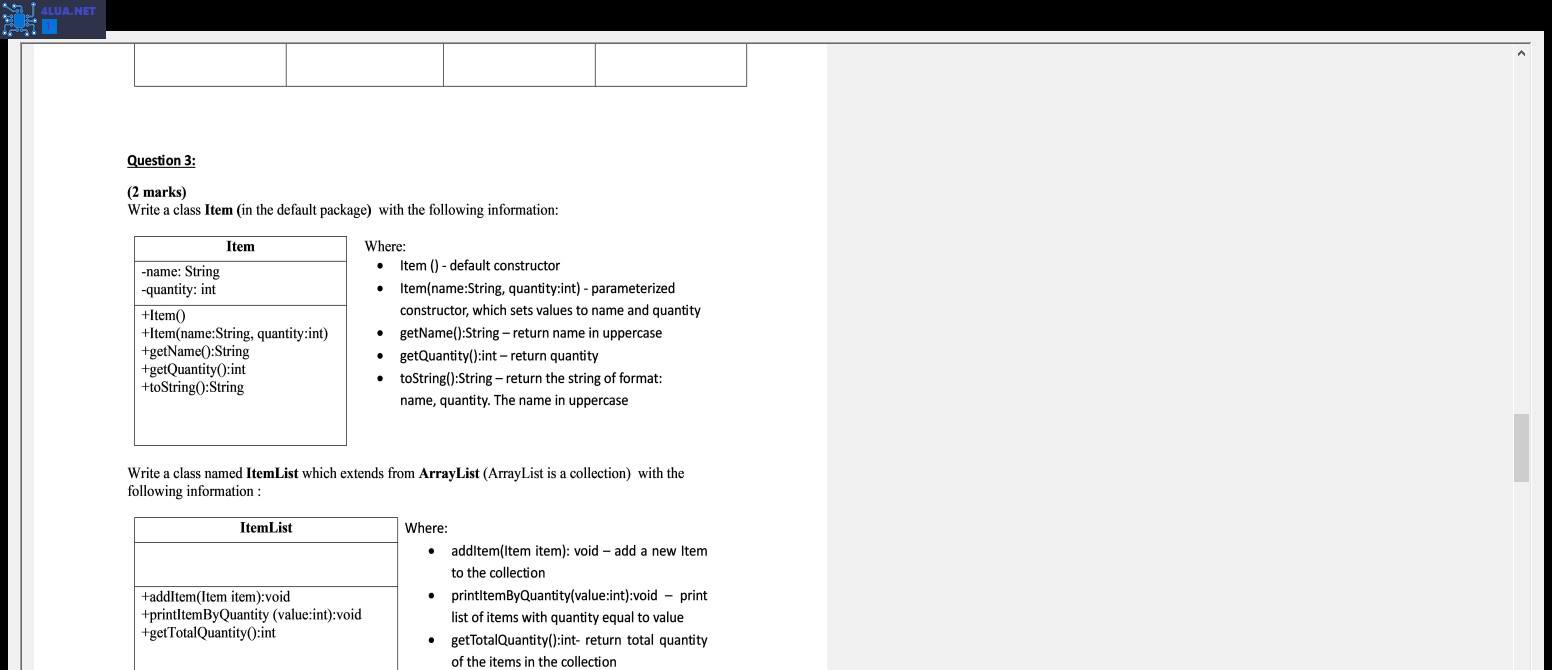 4LUA.NET
Question 3:
(2 marks)
Write a class Item (in the default package)  with the following information:
Item
-name: String
-quantity: int
+Item()
+Item(name:String, quantity:int)
+getName():String
+getQuantity():int
+toString():String
Where:
• Item () - default constructor
• Item(name:String, quantity:int) - parameterized
constructor, which sets values to name and quantity
• getName():String – return name in uppercase
• getQuantity():int – return quantity
• toString():String – return the string of format:
name, quantity. The name in uppercase
Write a class named ItemList which extends from ArrayList (ArrayList is a collection)  with the
following information :
ItemList
+addItem(Item item):void
+printItemByQuantity (value:int):void
+getTotalQuantity():int
Where:
• addItem(Item item): void – add a new Item
to the collection
• printItemByQuantity(value:int):void – print
list of items with quantity equal to value
• getTotalQuantity():int- return total quantity
of the items in the collection